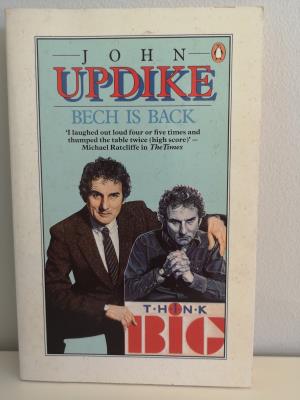 JOHN
UPDIKE
BECH IS BACK
'I laughed out loud four or five times and
thumped the table twice (high score)' –
Michael Ratcliffe in The Times
T·H·I·N·K
BIG